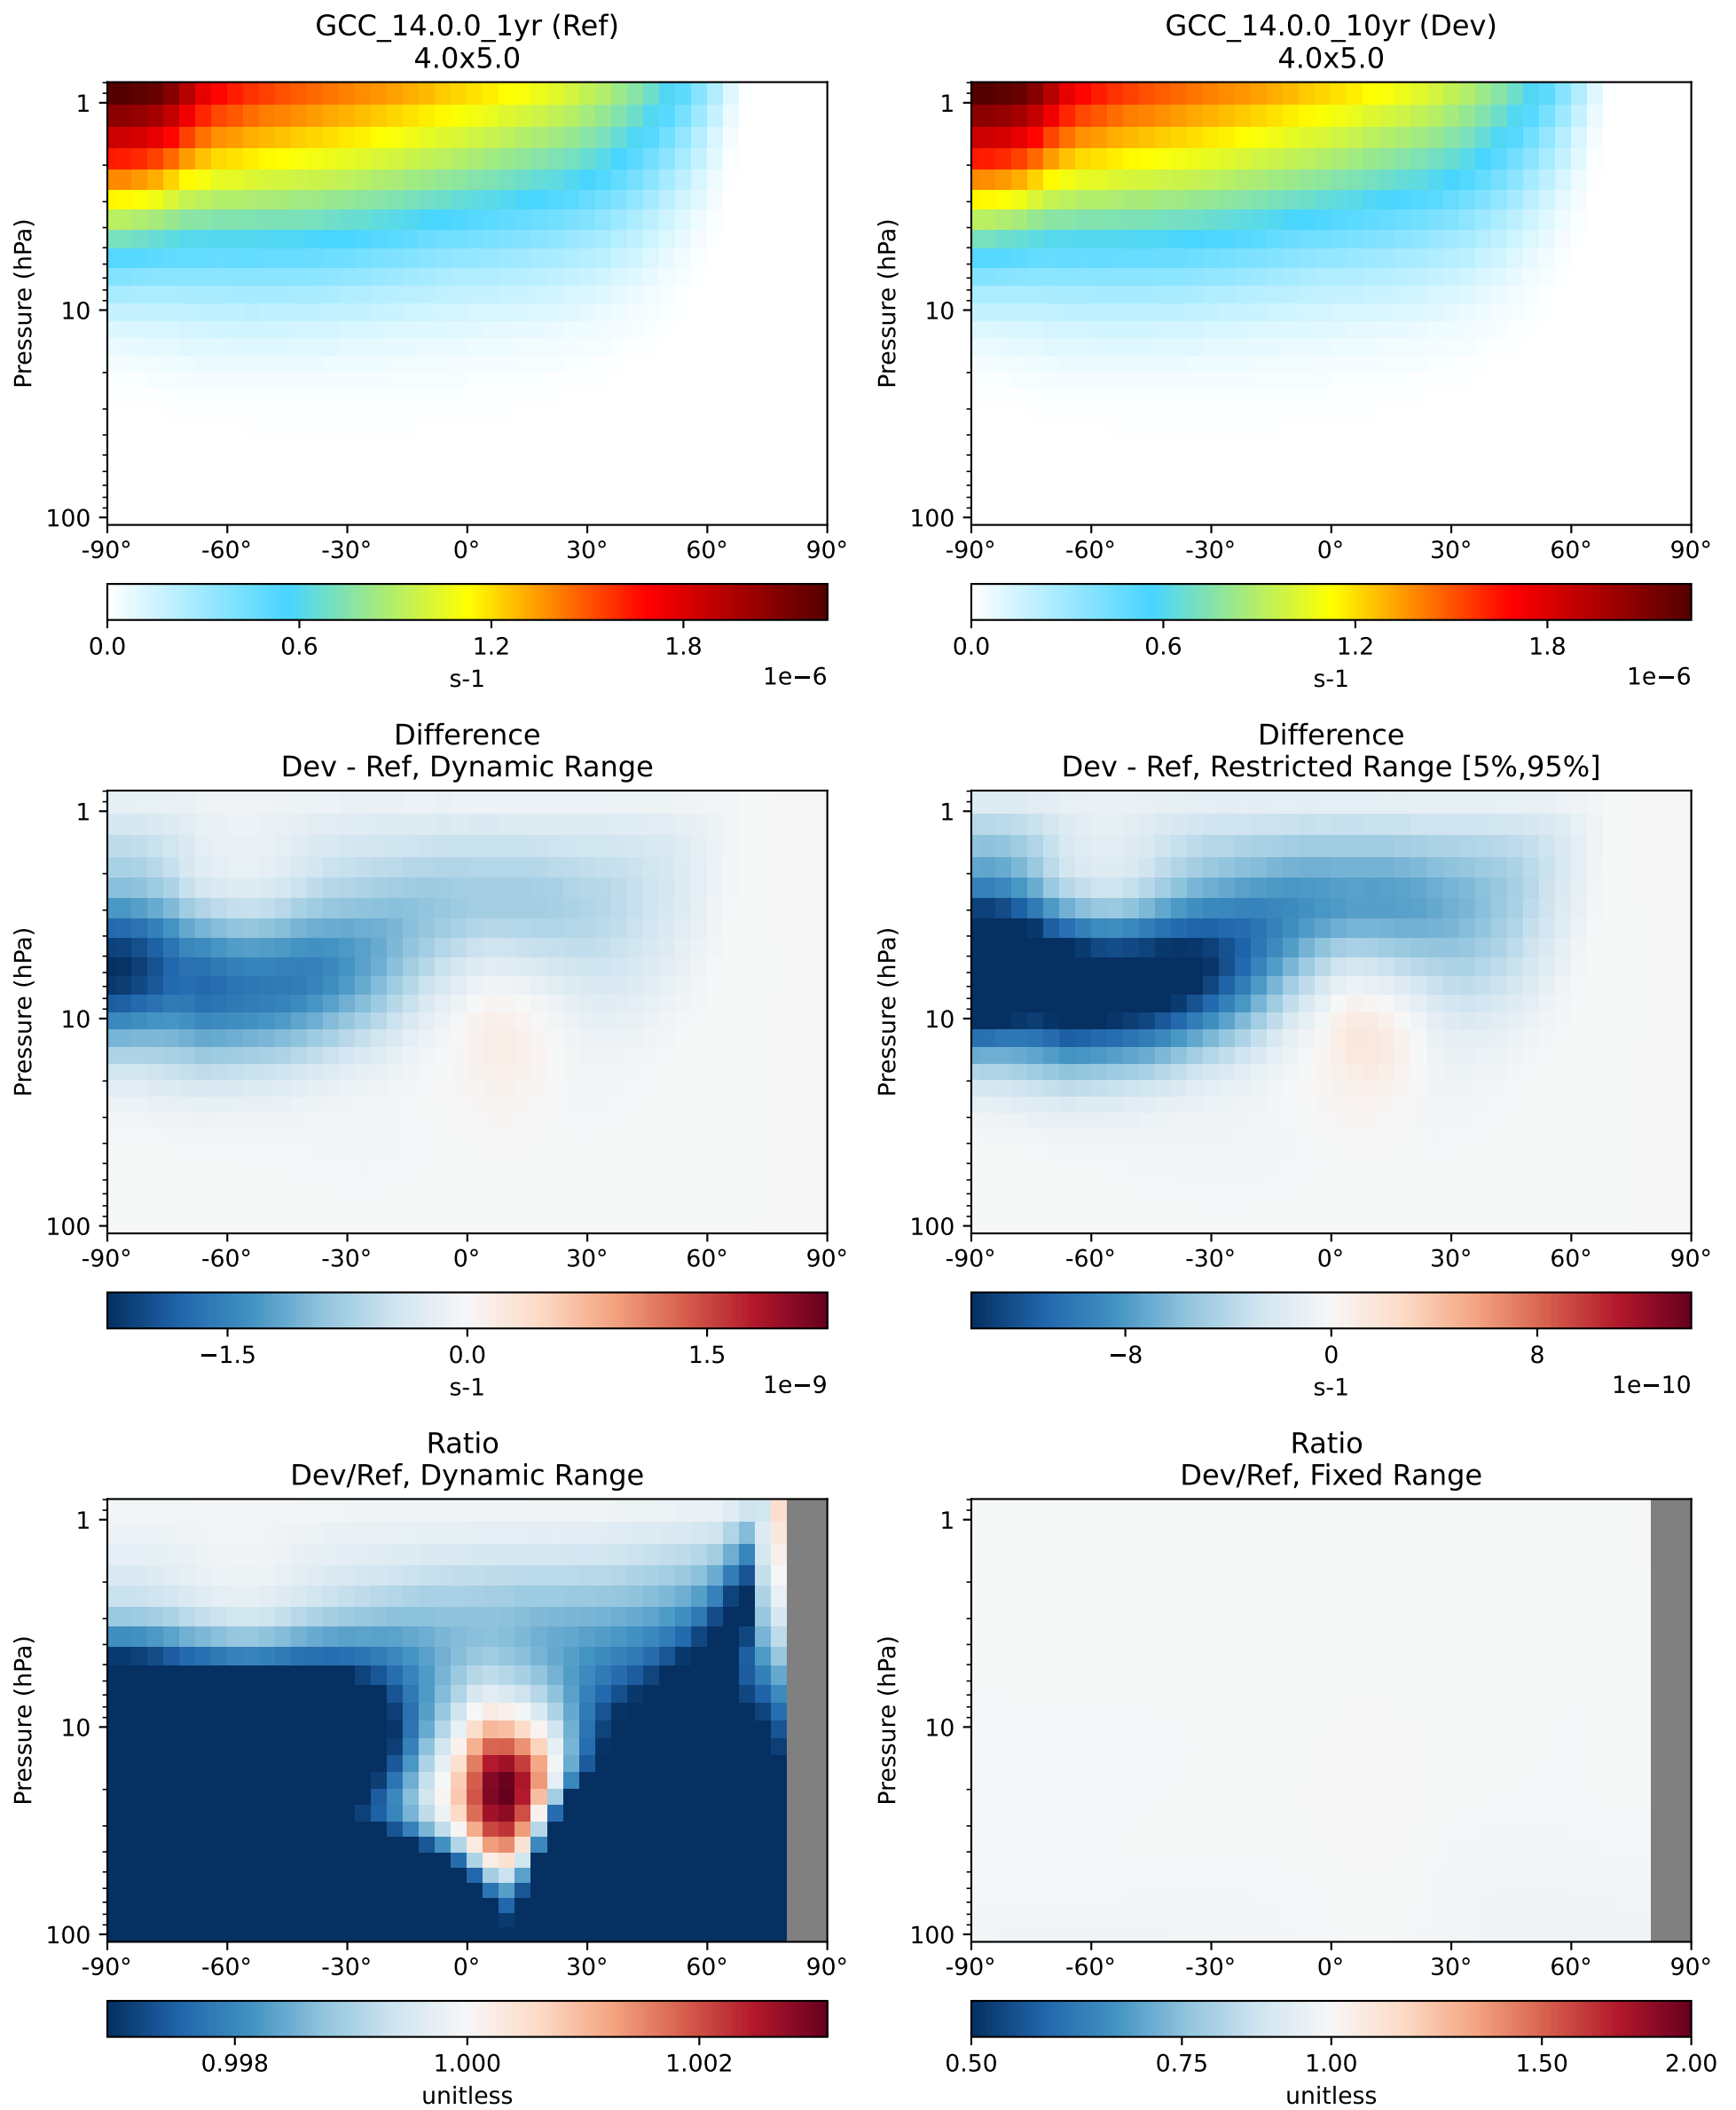 GCC_14.0.0_1yr (Ref)
4.0x5.0
GCC_14.0.0_10yr (Dev)
4.0x5.0
Pressure (hPa)
1
10
100
-90° -60° -30° 0° 30° 60° 90°
0.0 0.6 1.2 1.8
s-1
1e−6
Pressure (hPa)
1
10
100
-90° -60° -30° 0° 30° 60° 90°
0.0 0.6 1.2 1.8
s-1
1e−6
Difference
Dev - Ref, Dynamic Range
Pressure (hPa)
1
10
100
-90° -60° -30° 0° 30° 60° 90°
−1.5 0.0 1.5
s-1
1e−9
Difference
Dev - Ref, Restricted Range [5%,95%]
Pressure (hPa)
1
10
100
-90° -60° -30° 0° 30° 60° 90°
−8 0 8
s-1
1e−10
Ratio
Dev/Ref, Dynamic Range
Pressure (hPa)
1
10
100
-90° -60° -30° 0° 30° 60° 90°
0.998 1.000 1.002
unitless
Ratio
Dev/Ref, Fixed Range
Pressure (hPa)
1
10
100
-90° -60° -30° 0° 30° 60° 90°
0.50 0.75 1.00 1.50 2.00
unitless